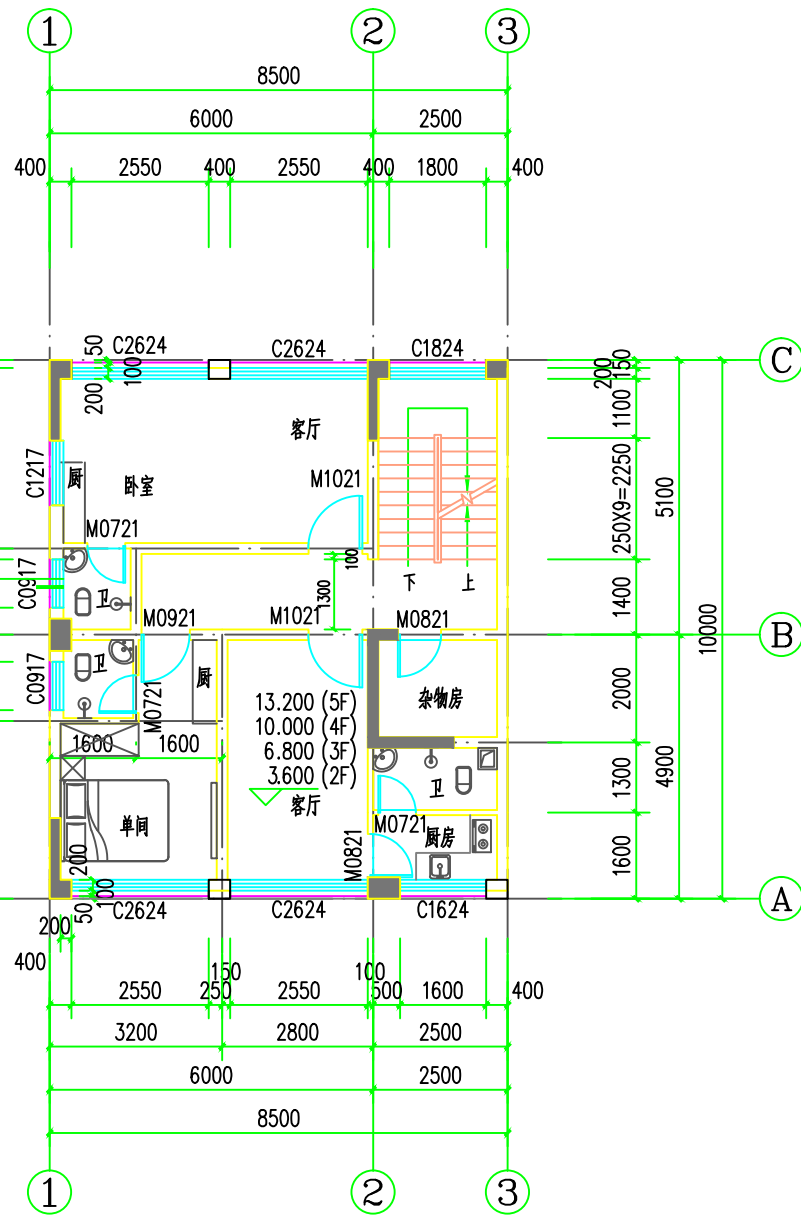 1 2 3
8500
6000 2500
400 2550 400 2550 400 1800 400
C2624 C2624 C1824
C
50
100
200
200
150
1100
客厅
卧室
厨
C1217
M1021
M0721
250X9=2250
5100
下 上
卫
C0917
100
1300
1400
10000
M0921 M1021 M0821
B
卫
C0917
M0721
厨
杂物房
2000
13.200 (5F)
10.000 (4F)
6.800 (3F)
3.600 (2F)
1600 1600
客厅
卫
1300
4900
单间
M0721
厨房
M0821
1600
200
100
50
A
C2624 C2624 C1624
200
400
150 100
2550 250 2550 500 1600 400
3200 2800 2500
6000 2500
8500
1 2 3